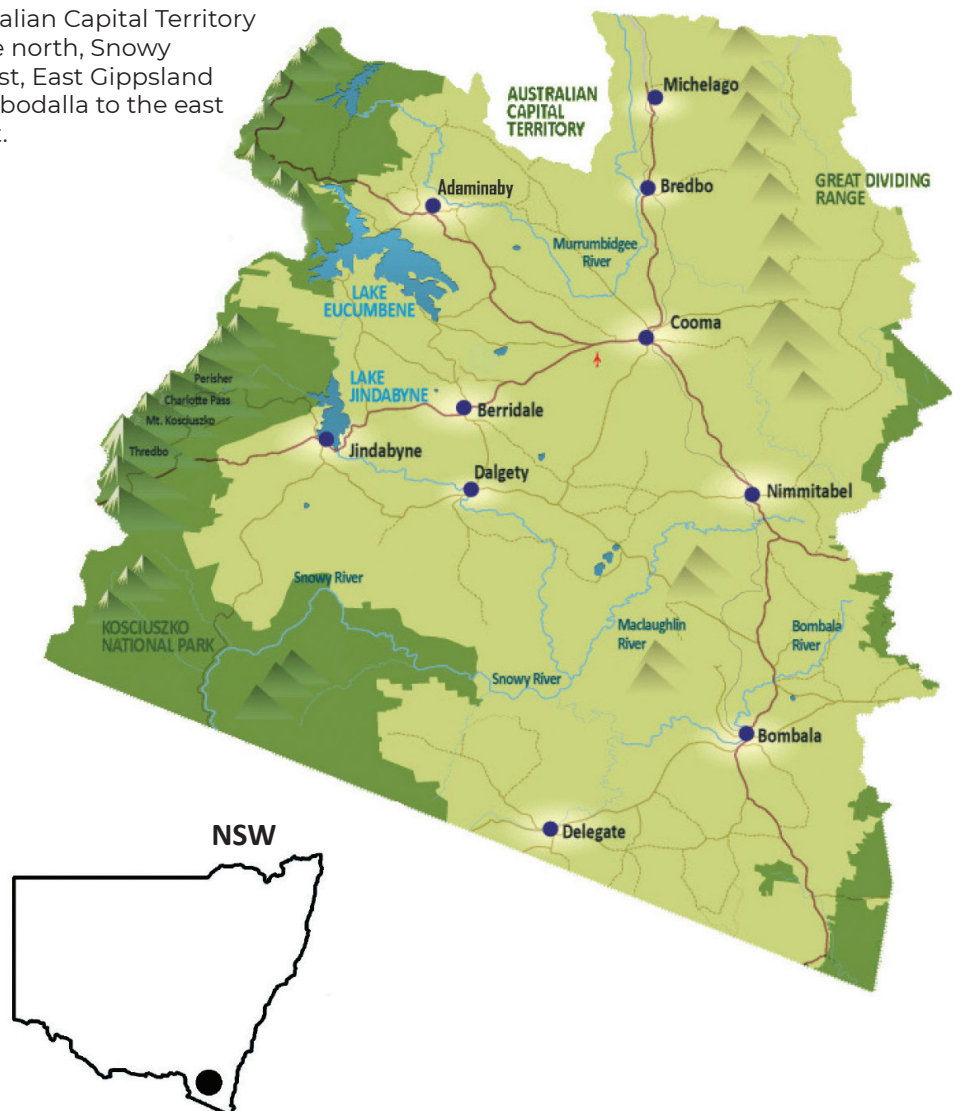 alian Capital Territory
e north, Snowy
st, East Gippsland
bodalla to the east
AUSTRALIAN
CAPITAL
TERRITORY
Michelago
Bredbo
GREAT DIVIDING
RANGE
Adaminaby
Murrumbidgee
River
LAKE
EUCUMBENE
Cooma
LAKE
JINDABYNE
Perisher
Charlotte Pass
Mt. Kosciuszko
Thredbo
Berridale
Jindabyne
Dalgety
Nimmitabel
Snowy River
KOSCIUSZKO
NATIONAL PARK
Maclaughlin
River
Bombala
River
Snowy River
Bombala
Delegate
NSW